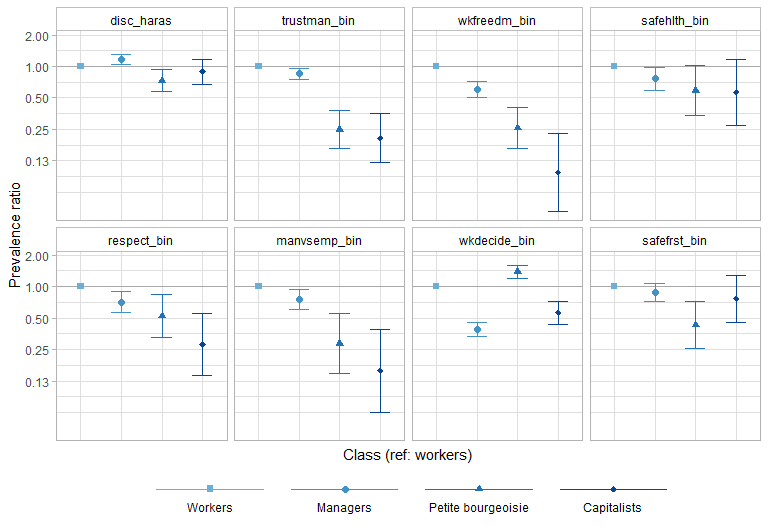 disc_haras trustman_bin wkfreedm_bin safehlth_bin
2.00
1.00
0.50
0.25
0.13
respect_bin manvsemp_bin wkdecide_bin safefrst_bin
2.00
1.00
0.50
0.25
0.13
Prevalence ratio
Class (ref: workers)
Workers Managers Petite bourgeoisie Capitalists